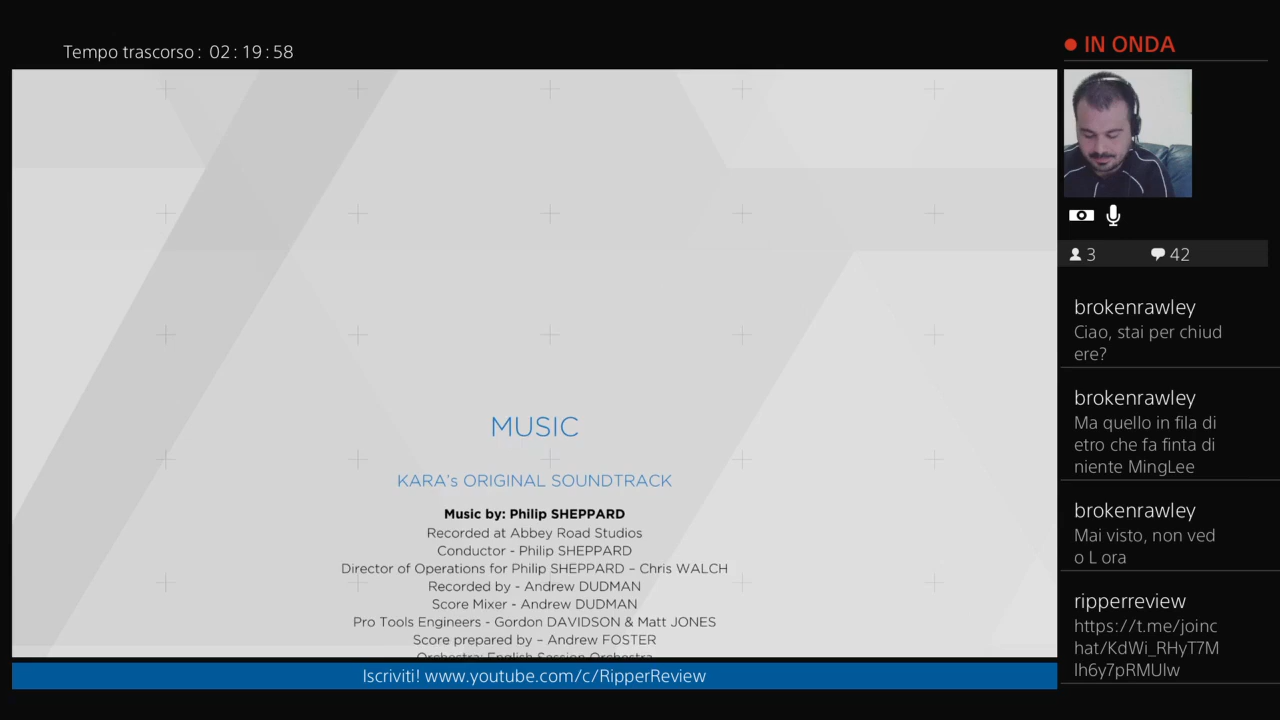 Tempo trascorso: 02:19:58
IN ONDA
MUSIC
KARA's ORIGINAL SOUNDTRACK
Music by: Philip SHEPPARD
Recorded at Abbey Road Studios
Conductor - Philip SHEPPARD
Director of Operations for Philip SHEPPARD – Chris WALCH
Recorded by - Andrew DUDMAN
Score Mixer - Andrew DUDMAN
Pro Tools Engineers - Gordon DAVIDSON & Matt JONES
Score prepared by – Andrew FOSTER
Orchestra: English Session Orchestra
Iscriviti! www.youtube.com/c/RipperReview
3 42
brokenrawley
Ciao, stai per chiud
ere?
brokenrawley
Ma quello in fila di
etro che fa finta di
niente MingLee
brokenrawley
Mai visto, non ved
o L ora
ripperreview
https://t.me/joinc
hat/KdWi_RHyT7M
lh6y7pRMUlw